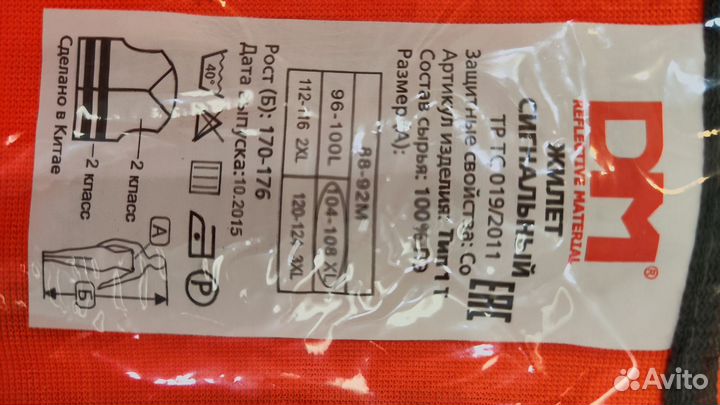 DM®
REFLECTIVE MATERIAL
ЖИЛЕТ
СИГНАЛЬНЫЙ
ТР ТС 019/2011
ЕАС
Защитные свойства: Со
Артикул изделия: Тип 1 Т
Состав сырья: 100%
Размер (А):
88-92M
96-100L 104-108 XL
112-116 2XL 120-124 3XL
Рост (Б): 170-176
Дата выпуска:10.2015
40°
P
2 класс
2 класс
А
Б
Сделано в Китае
Avito